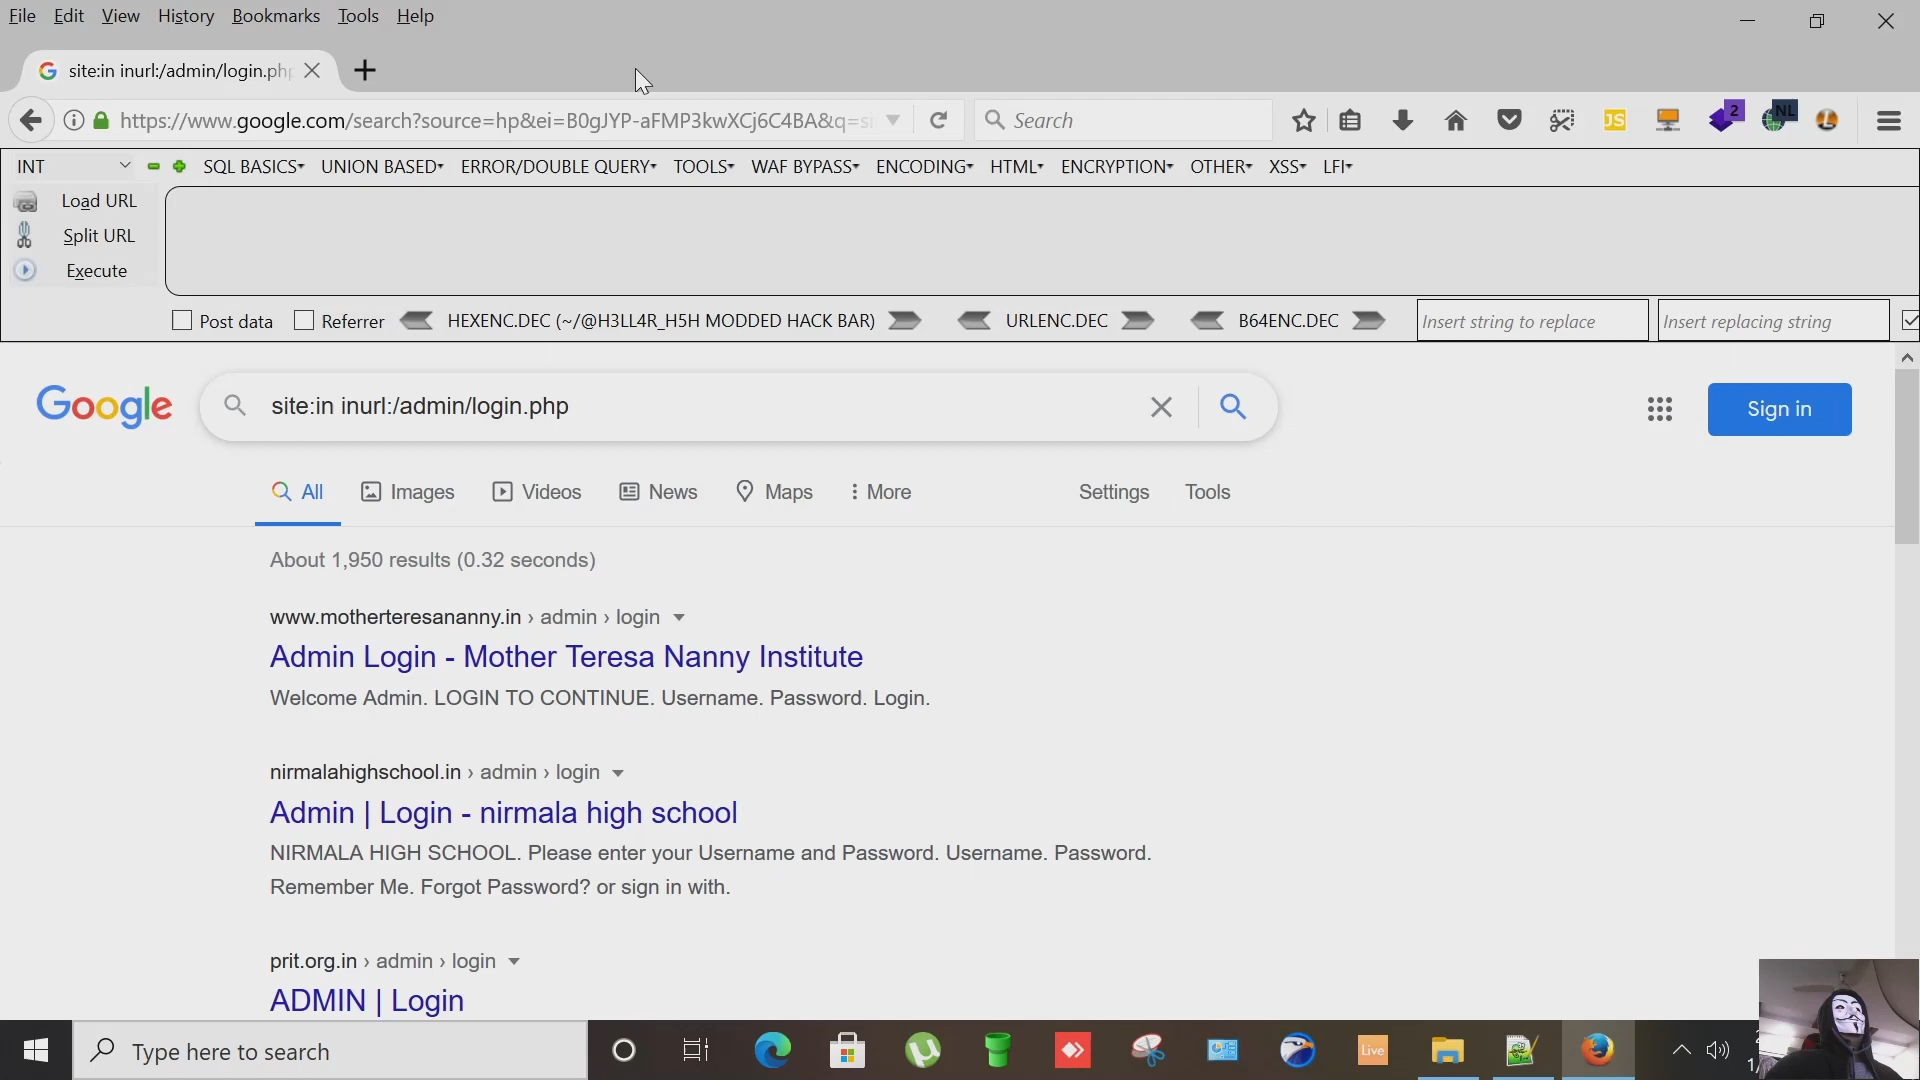 File Edit View History Bookmarks Tools Help
site:in inurl:/admin/login.php
https://www.google.com/search?source=hp&ei=B0gJYP-aFMP3kwXCj6C4BA&q=si Search JS 2 NL L
INT SQL BASICS UNION BASED ERROR/DOUBLE QUERY TOOLS WAF BYPASS ENCODING HTML ENCRYPTION OTHER XSS LFI
Load URL
Split URL
Execute
Post data Referrer HEXENC.DEC (~/@H3LL4R_H5H MODDED HACK BAR) URLENC.DEC B64ENC.DEC Insert string to replace Insert replacing string
Google site:in inurl:/admin/login.php Sign in
All Images Videos News Maps More Settings Tools
About 1,950 results (0.32 seconds)
www.motherteresananny.in › admin › login
Admin Login - Mother Teresa Nanny Institute
Welcome Admin. LOGIN TO CONTINUE. Username. Password. Login.
nirmalahighschool.in › admin › login
Admin | Login - nirmala high school
NIRMALA HIGH SCHOOL. Please enter your Username and Password. Username. Password.
Remember Me. Forgot Password? or sign in with.
prit.org.in › admin › login
ADMIN | Login
Type here to search Live